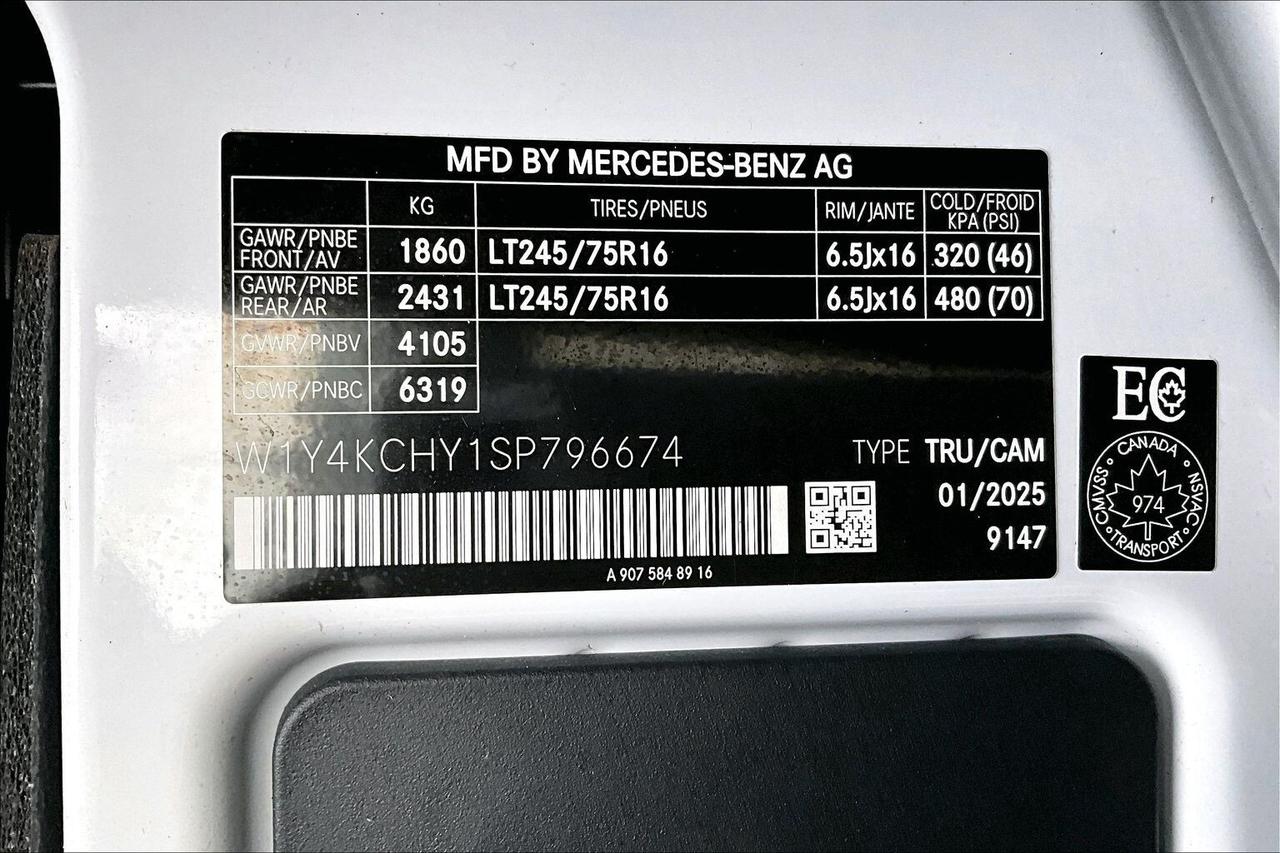 MFD BY MERCEDES-BENZ AG
KG TIRES/PNEUS RIM/JANTE COLD/FROID KPA (PSI)
GAWR/PNBE FRONT/AV 1860 LT245/75R16 6.5Jx16 320 (46)
GAWR/PNBE REAR/AR 2431 LT245/75R16 6.5Jx16 480 (70)
GVWR/PNBV 4105
GCWR/PNBC 6319
W1Y4KCHY1SP796674 TYPE TRU/CAM
01/2025
9147
A 907 584 89 16
EC
CANADA
CMVSS NSVAC
974
TRANSPORT